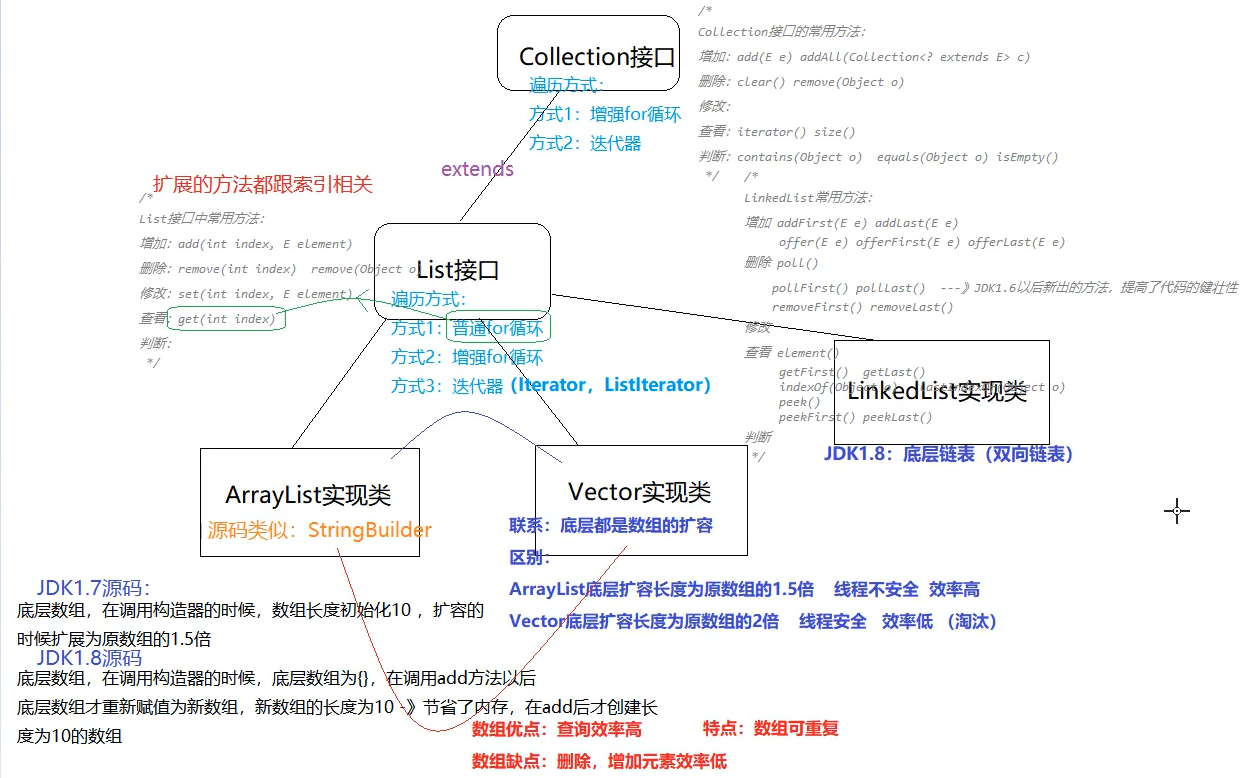 Collection接口
遍历方式：
方式1：增强for循环
方式2：迭代器
extends
/*
Collection接口的常用方法：
增加：add(E e) addAll(Collection<? extends E> c)
删除：clear() remove(Object o)
修改：
查看：iterator() size()
判断：contains(Object o)  equals(Object o) isEmpty()
*/
扩展的方法都跟索引相关
/*
List接口中常用方法：
增加：add(int index, E element)
删除：remove(int index)  remove(Object o
修改：set(int index, E element)
查看：get(int index)
判断：
*/
List接口
遍历方式：
方式1：普通for循环
方式2：增强for循环
方式3：迭代器（Iterator，ListIterator）
/*
LinkedList常用方法：
增加 addFirst(E e) addLast(E e)
offer(E e) offerFirst(E e) offerLast(E e)
删除 poll()
pollFirst() pollLast()  ---》JDK1.6以后新出的方法，提高了代码的健壮性
removeFirst() removeLast()
修改
查看 element()
getFirst()  getLast()
indexOf(Object o)  lastIndexOf(Object o)
peek()
peekFirst() peekLast()
判断
*/
LinkedList实现类
JDK1.8：底层链表（双向链表）
ArrayList实现类
源码类似：StringBuilder
Vector实现类
联系：底层都是数组的扩容
区别：
ArrayList底层扩容长度为原数组的1.5倍  线程不安全 效率高
Vector底层扩容长度为原数组的2倍  线程安全  效率低 （淘汰）
JDK1.7源码：
底层数组，在调用构造器的时候，数组长度初始化10 ，扩容的
时候扩展为原数组的1.5倍
JDK1.8源码
底层数组，在调用构造器的时候，底层数组为{}，在调用add方法以后
底层数组才重新赋值为新数组，新数组的长度为10 -》节省了内存，在add后才创建长
度为10的数组
数组优点：查询效率高
特点：数组可重复
数组缺点：删除，增加元素效率低